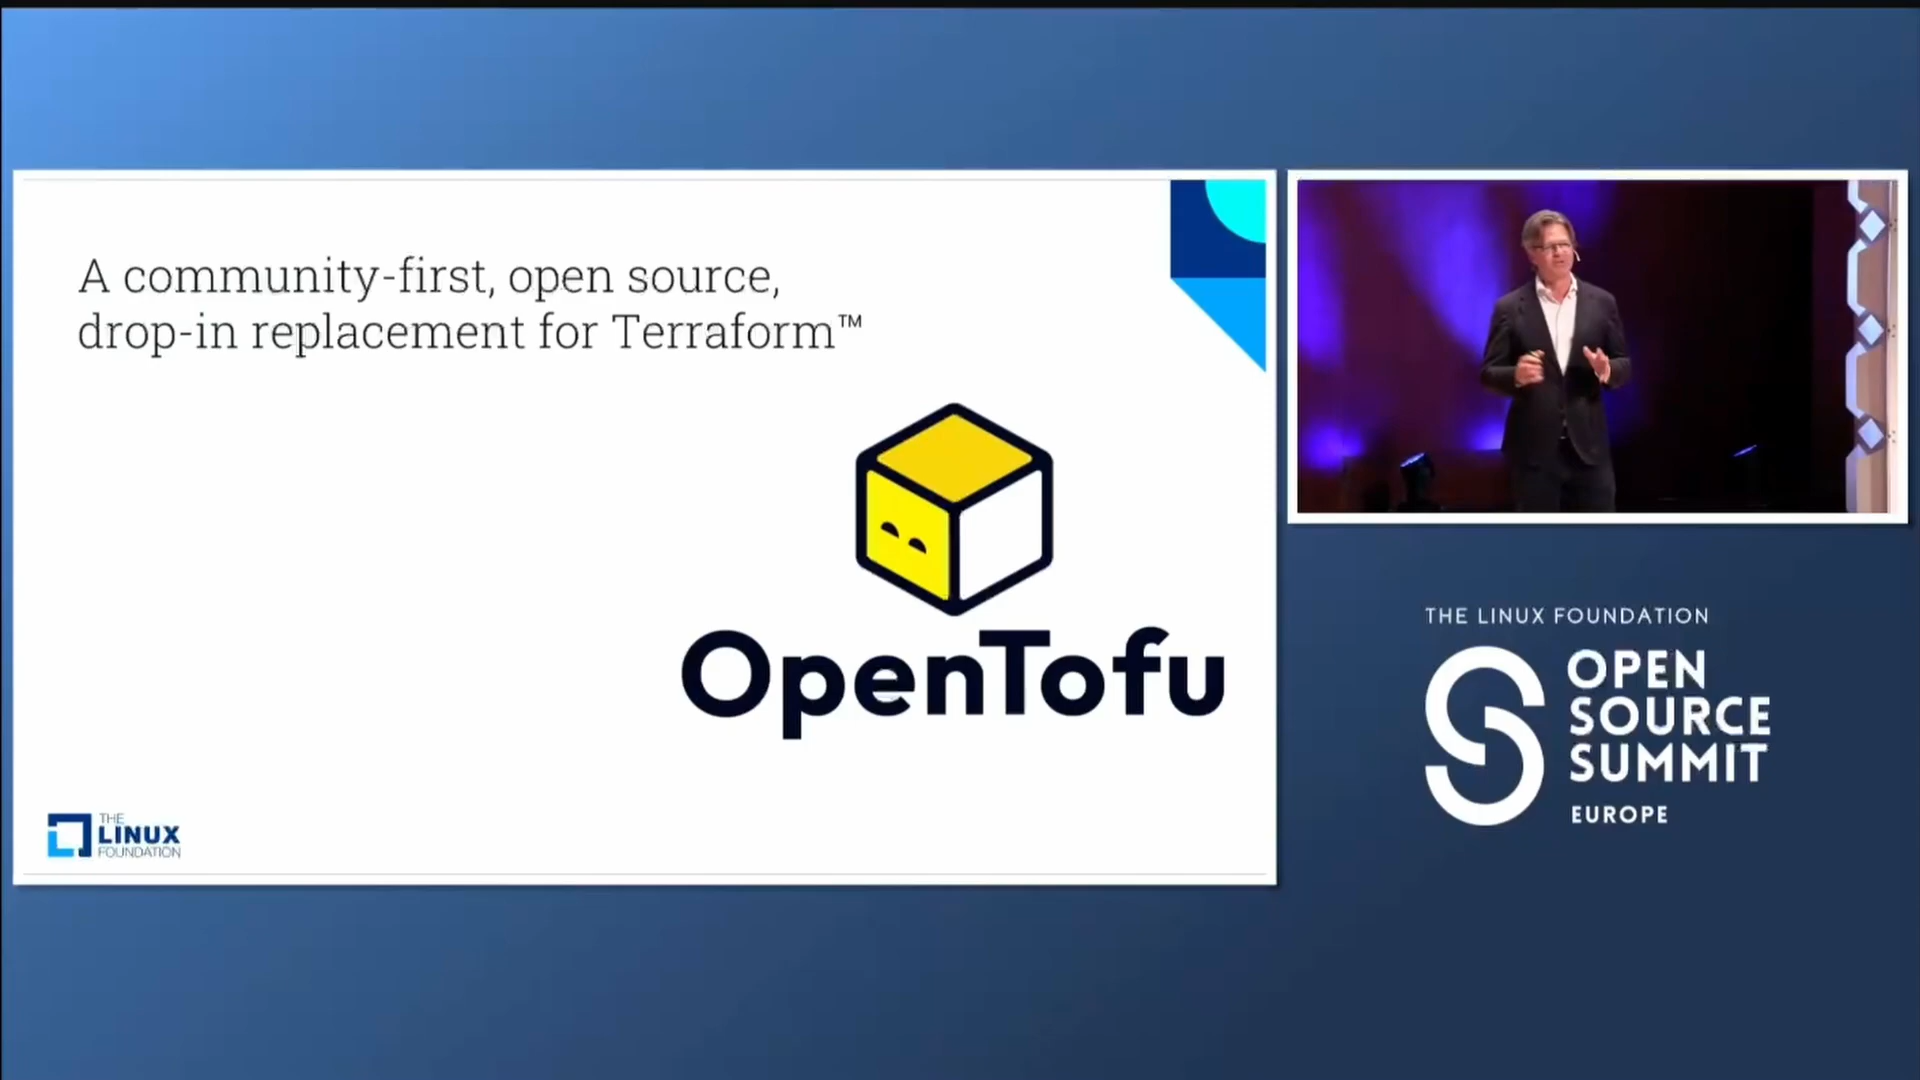 A community-first, open source,
drop-in replacement for Terraform™
OpenTofu
THE
LINUX
FOUNDATION
THE LINUX FOUNDATION
OPEN
SOURCE
SUMMIT
EUROPE